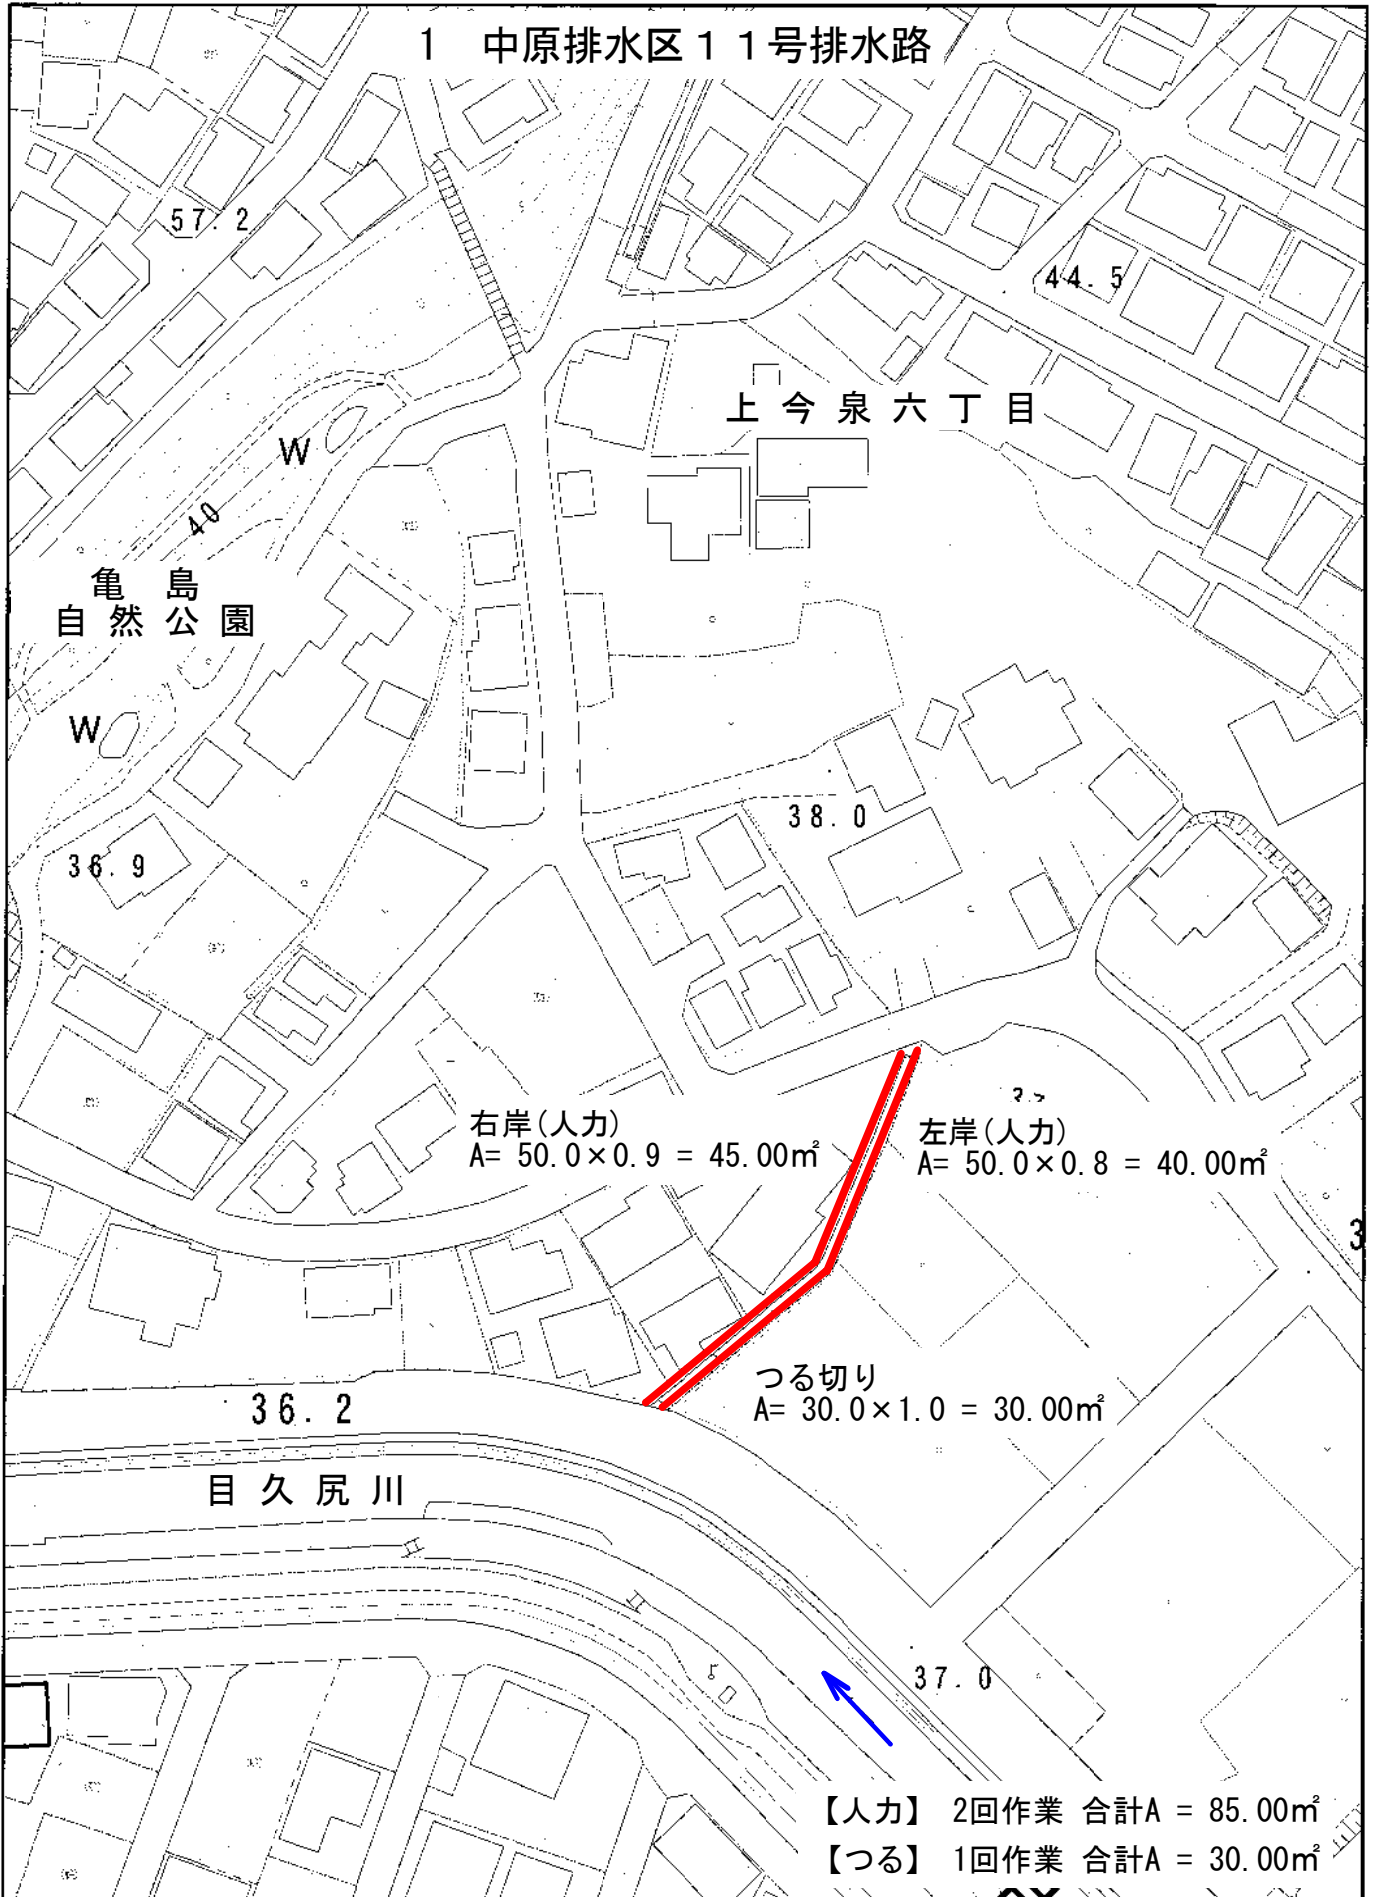 1　中原排水区１１号排水路
57.2
44.5
上今泉六丁目
W
40
亀島
自然公園
W
38.0
36.9
右岸(人力)
A= 50.0×0.9 = 45.00㎡
左岸(人力)
A= 50.0×0.8 = 40.00㎡
3
つる切り
A= 30.0×1.0 = 30.00㎡
36.2
目久尻川
37.0
【人力】 2回作業 合計A = 85.00㎡
【つる】 1回作業 合計A = 30.00㎡